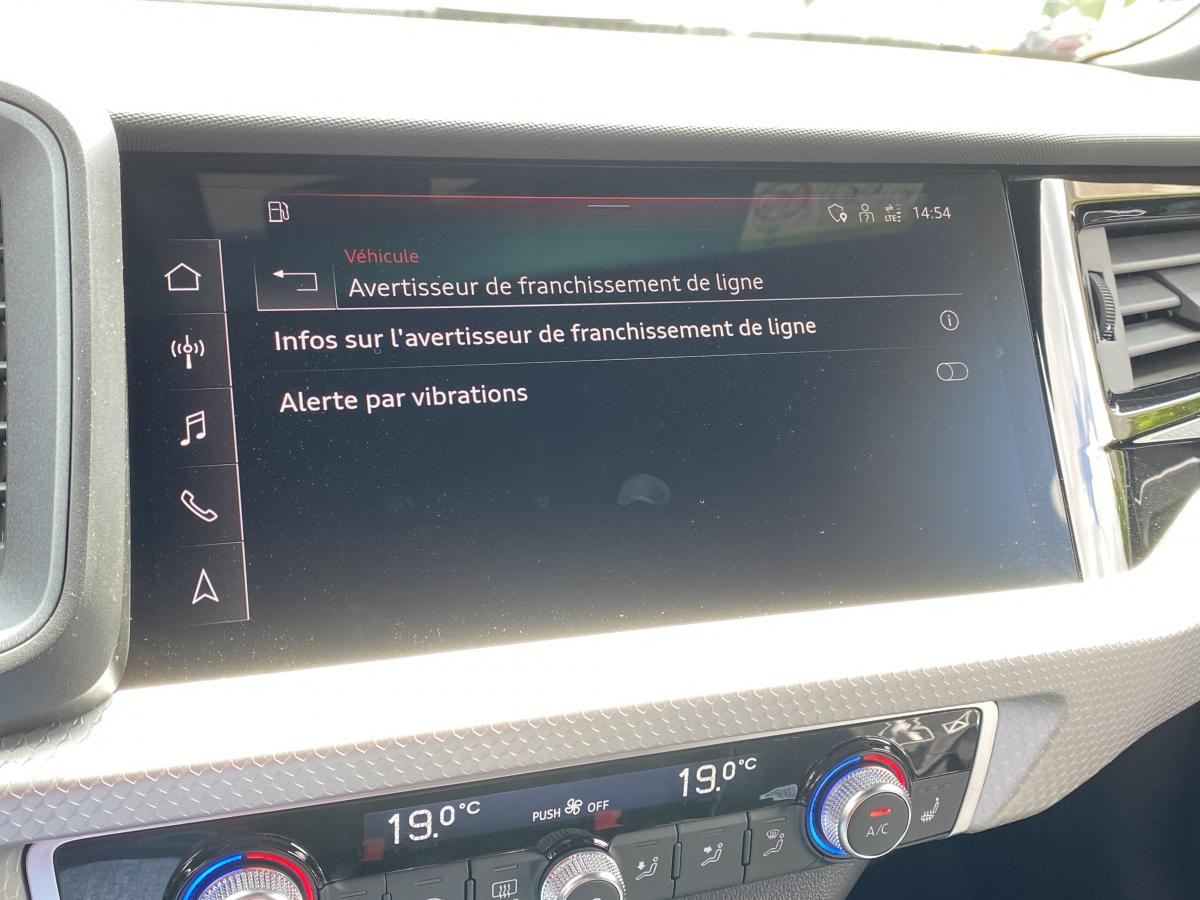 LTE 14:54
Véhicule
Avertisseur de franchissement de ligne
Infos sur l'avertisseur de franchissement de ligne
Alerte par vibrations
19.0°C PUSH OFF 19.0°C
A/C